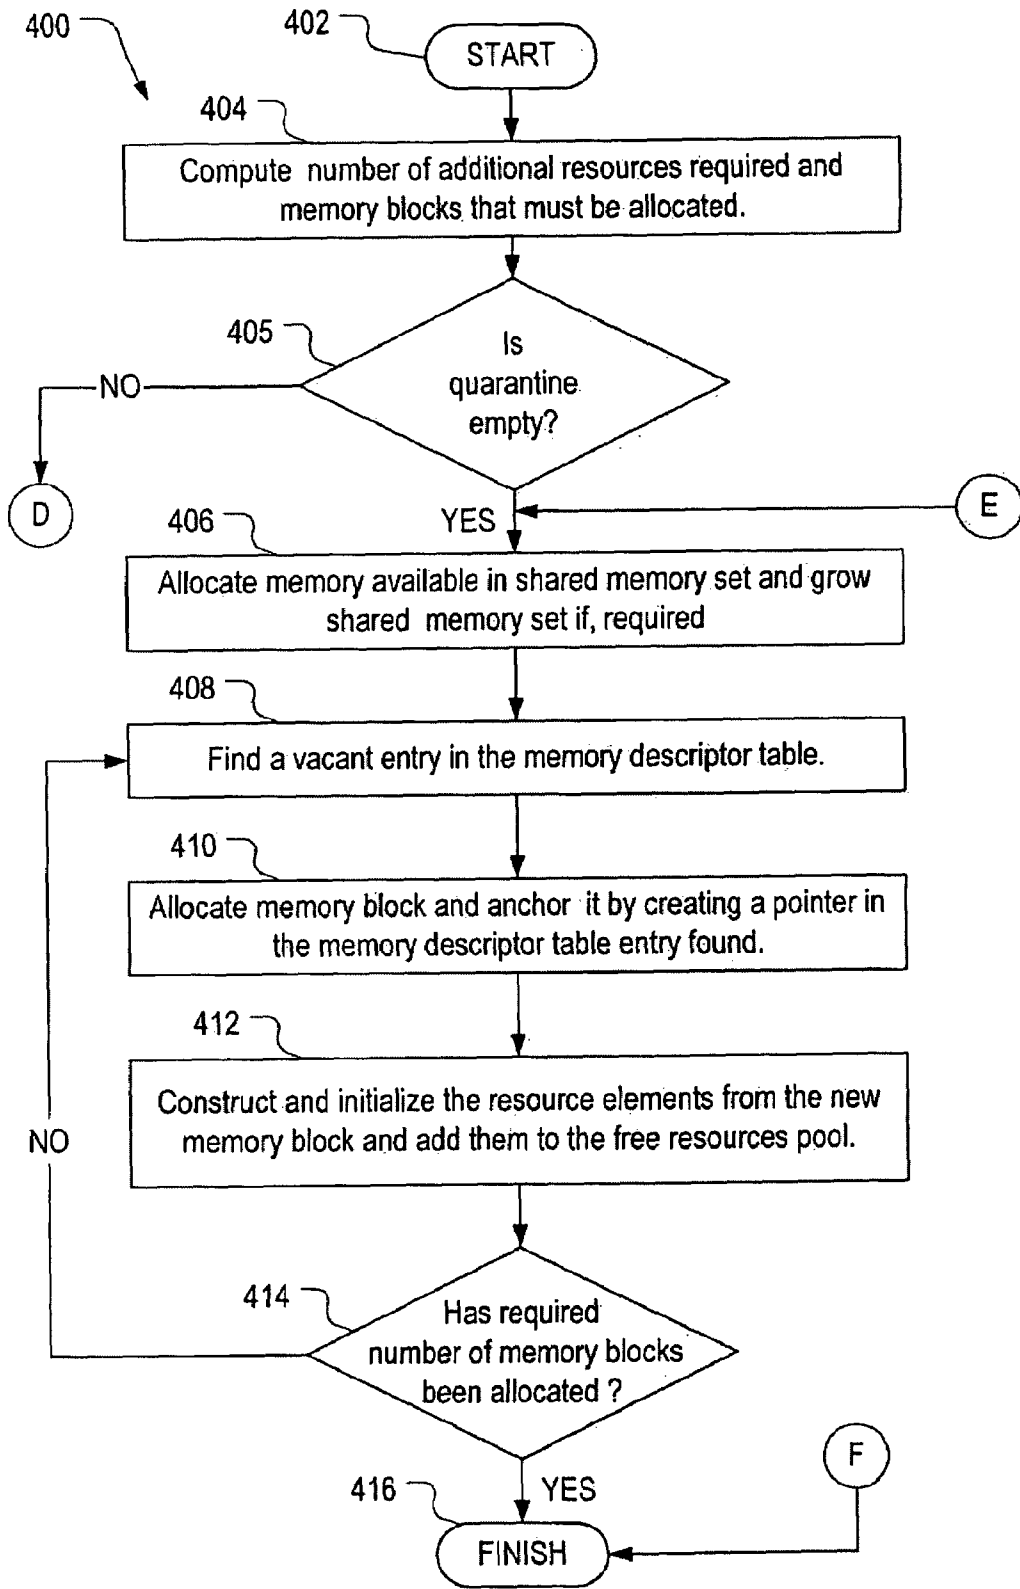 400
402
START
404
Compute number of additional resources required and
memory blocks that must be allocated.
405
Is
quarantine
empty?
NO
D
YES
E
406
Allocate memory available in shared memory set and grow
shared memory set if, required
408
Find a vacant entry in the memory descriptor table.
410
Allocate memory block and anchor it by creating a pointer in
the memory descriptor table entry found.
412
Construct and initialize the resource elements from the new
memory block and add them to the free resources pool.
NO
414
Has required
number of memory blocks
been allocated ?
F
416
YES
FINISH